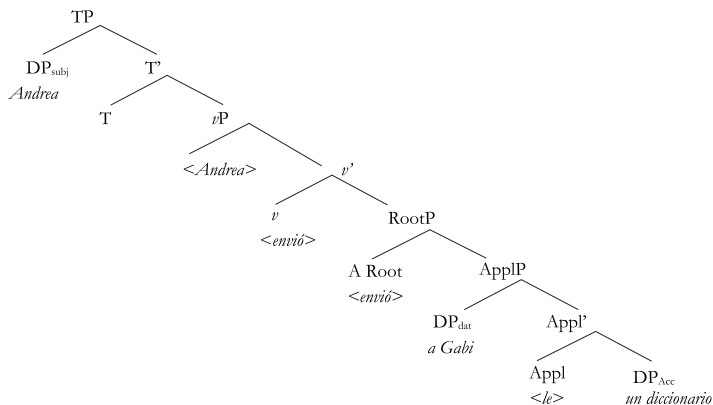 TP
DPsubj T’
Andrea
T vP
<Andrea> v’
v RootP
<envió>
A Root ApplP
<envió>
DPdat Appl’
a Gabi
Appl DPAcc
<le> un diccionario